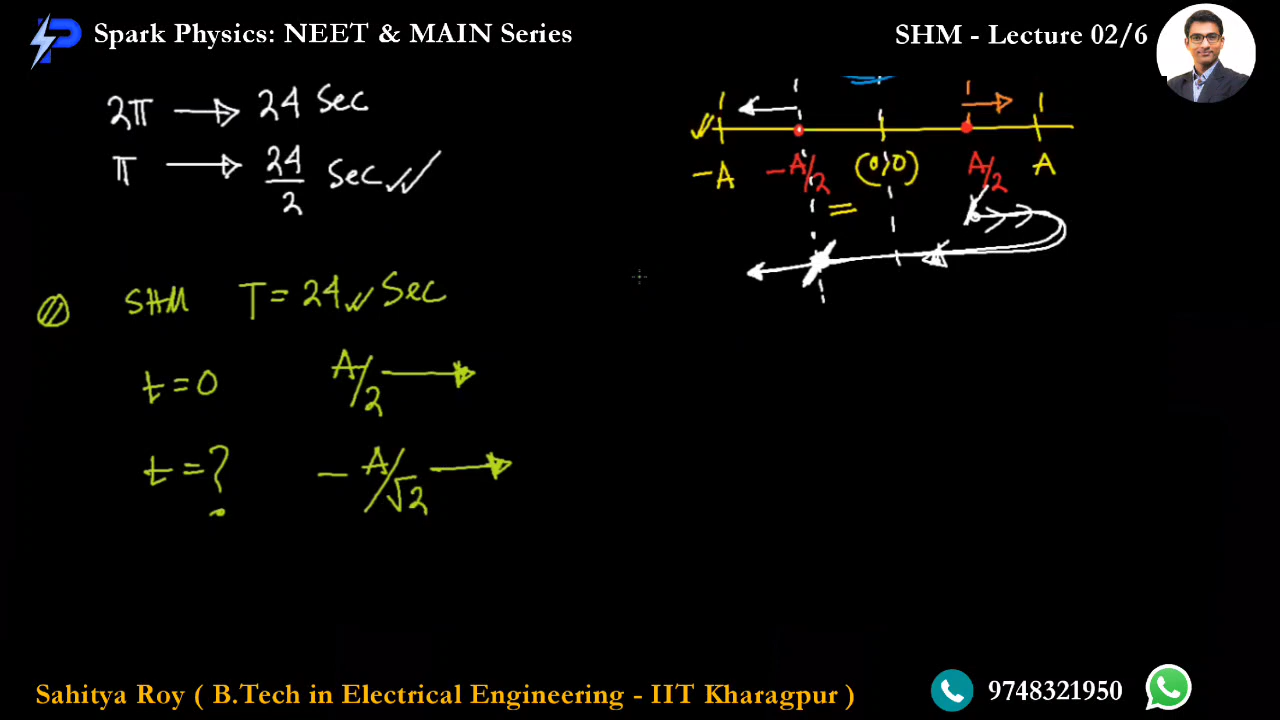 Spark Physics: NEET & MAIN Series
SHM - Lecture 02/6
2π → 24 Sec
π → 24/2 Sec
-A -A/2 (0,0) A/2 A
=
SHM T = 24 Sec
t = 0 A/2 →
t = ? - A/√2 →
Sahitya Roy ( B.Tech in Electrical Engineering - IIT Kharagpur )
9748321950